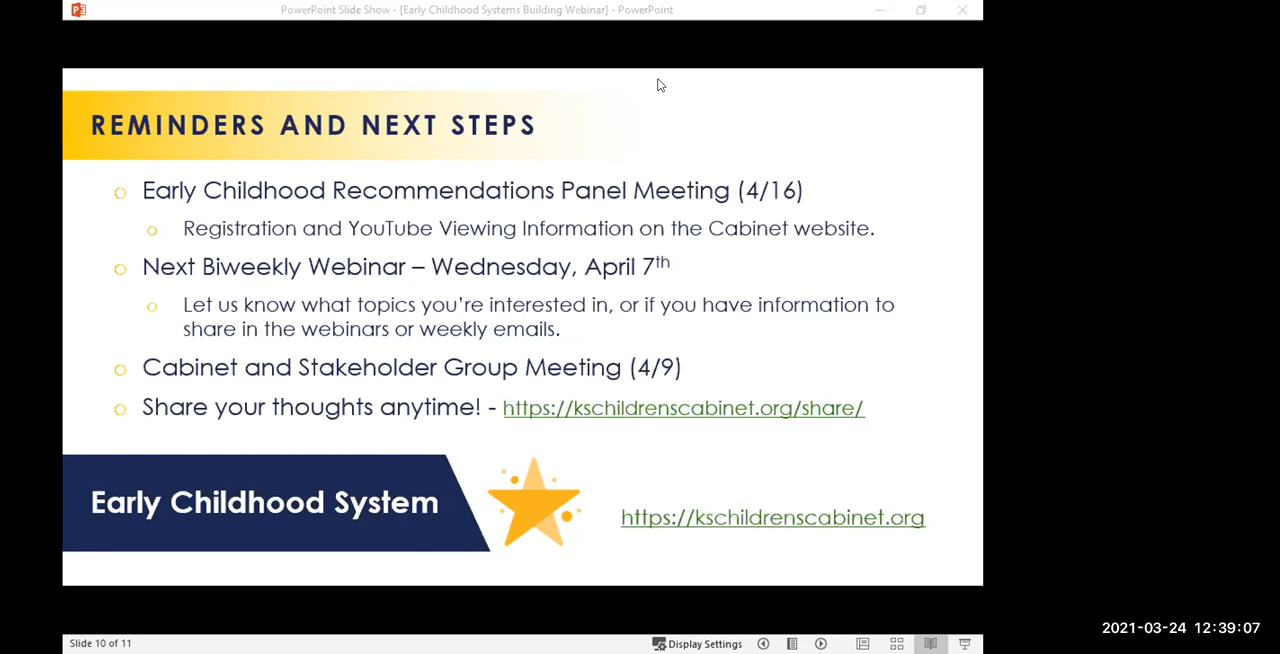 PowerPoint Slide Show - [Early Childhood Systems Building Webinar] - PowerPoint
REMINDERS AND NEXT STEPS
Early Childhood Recommendations Panel Meeting (4/16)
Registration and YouTube Viewing Information on the Cabinet website.
Next Biweekly Webinar – Wednesday, April 7th
Let us know what topics you're interested in, or if you have information to
share in the webinars or weekly emails.
Cabinet and Stakeholder Group Meeting (4/9)
Share your thoughts anytime! - https://kschildrenscabinet.org/share/
Early Childhood System
https://kschildrenscabinet.org
2021-03-24 12:39:07
Slide 10 of 11
Display Settings